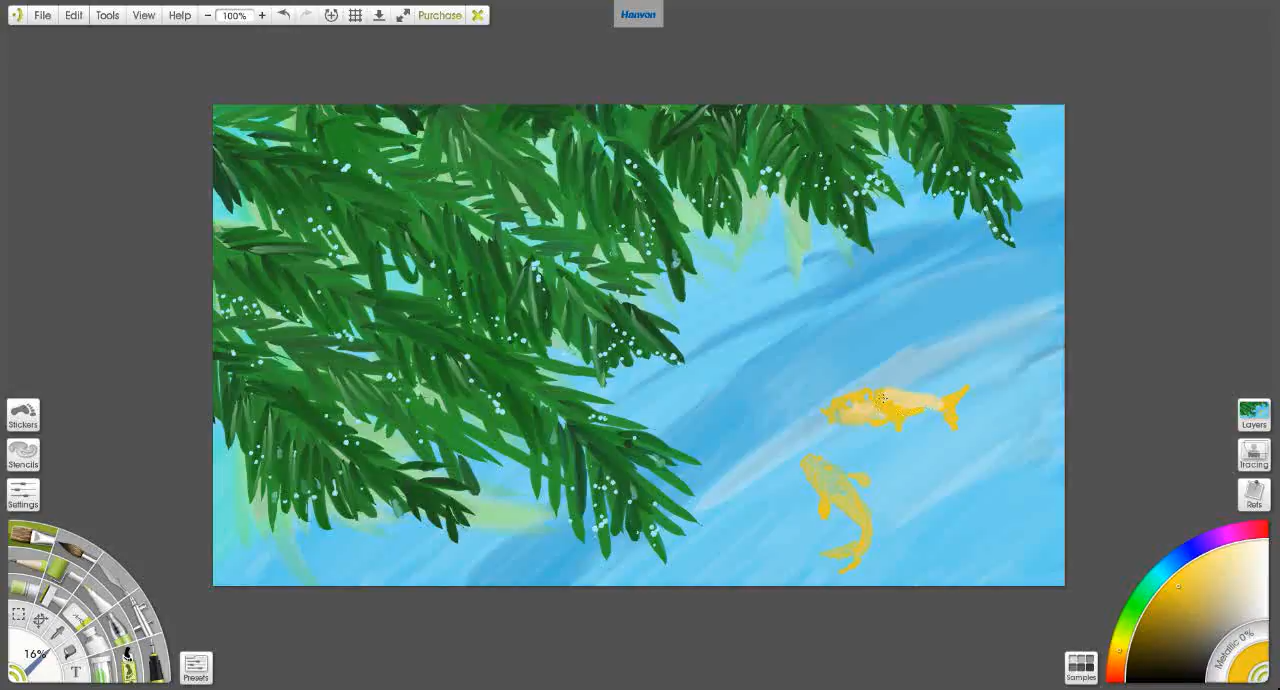 File Edit Tools View Help − 100% + Purchase
Hanvon
Stickers
Stencils
Settings
16%
T
Presets
Layers
Tracing
Refs
Metallic 0%
Samples